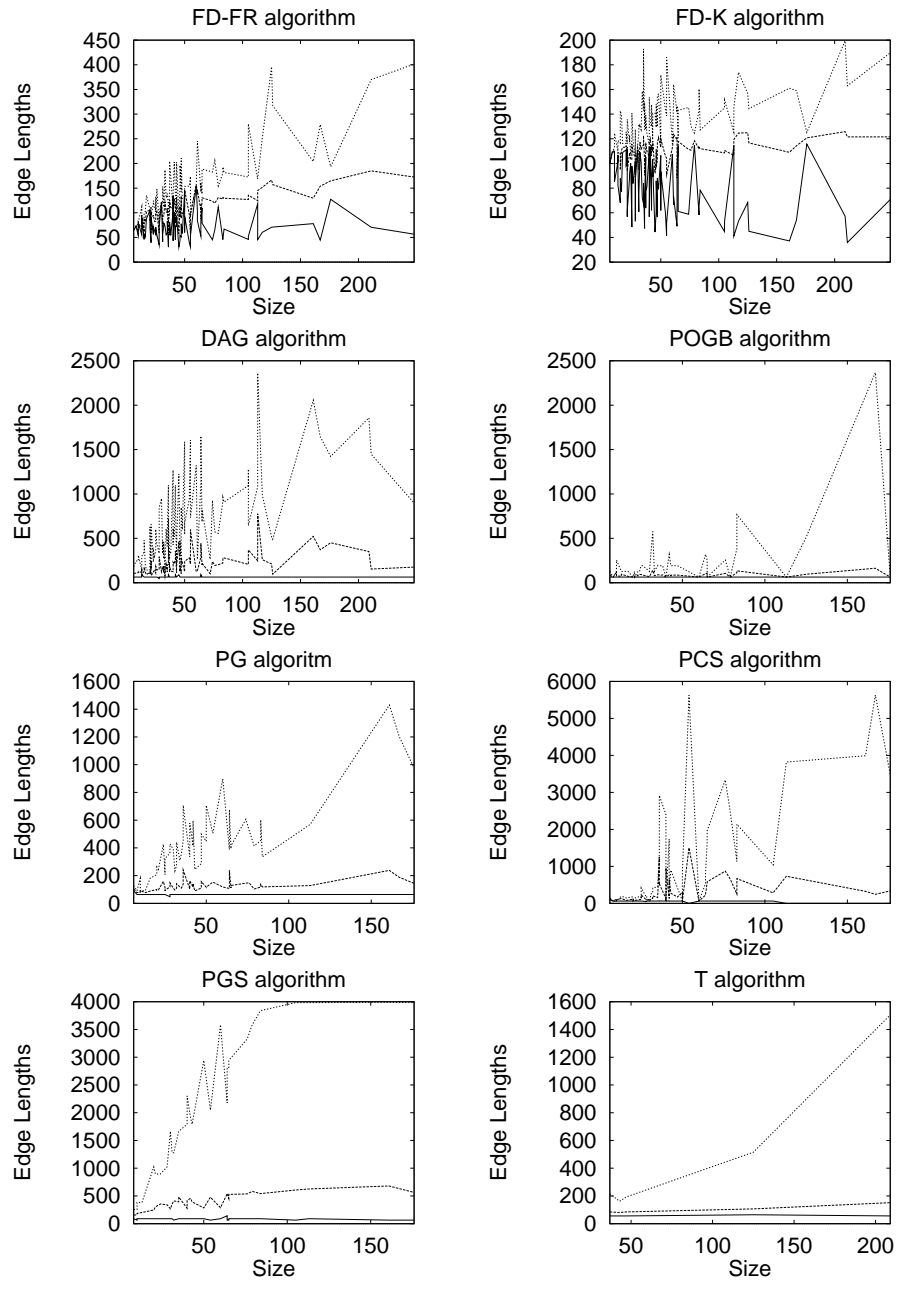 FD-FR algorithm
Edge Lengths
450
400
350
300
250
200
150
100
50
0
50 100 150 200
Size
FD-K algorithm
Edge Lengths
200
180
160
140
120
100
80
60
40
20
50 100 150 200
Size
DAG algorithm
Edge Lengths
2500
2000
1500
1000
500
0
50 100 150 200
Size
POGB algorithm
Edge Lengths
2500
2000
1500
1000
500
0
50 100 150
Size
PG algoritm
Edge Lengths
1600
1400
1200
1000
800
600
400
200
0
50 100 150
Size
PCS algorithm
Edge Lengths
6000
5000
4000
3000
2000
1000
0
50 100 150
Size
PGS algorithm
Edge Lengths
4000
3500
3000
2500
2000
1500
1000
500
0
50 100 150
Size
T algorithm
Edge Lengths
1600
1400
1200
1000
800
600
400
200
0
50 100 150 200
Size